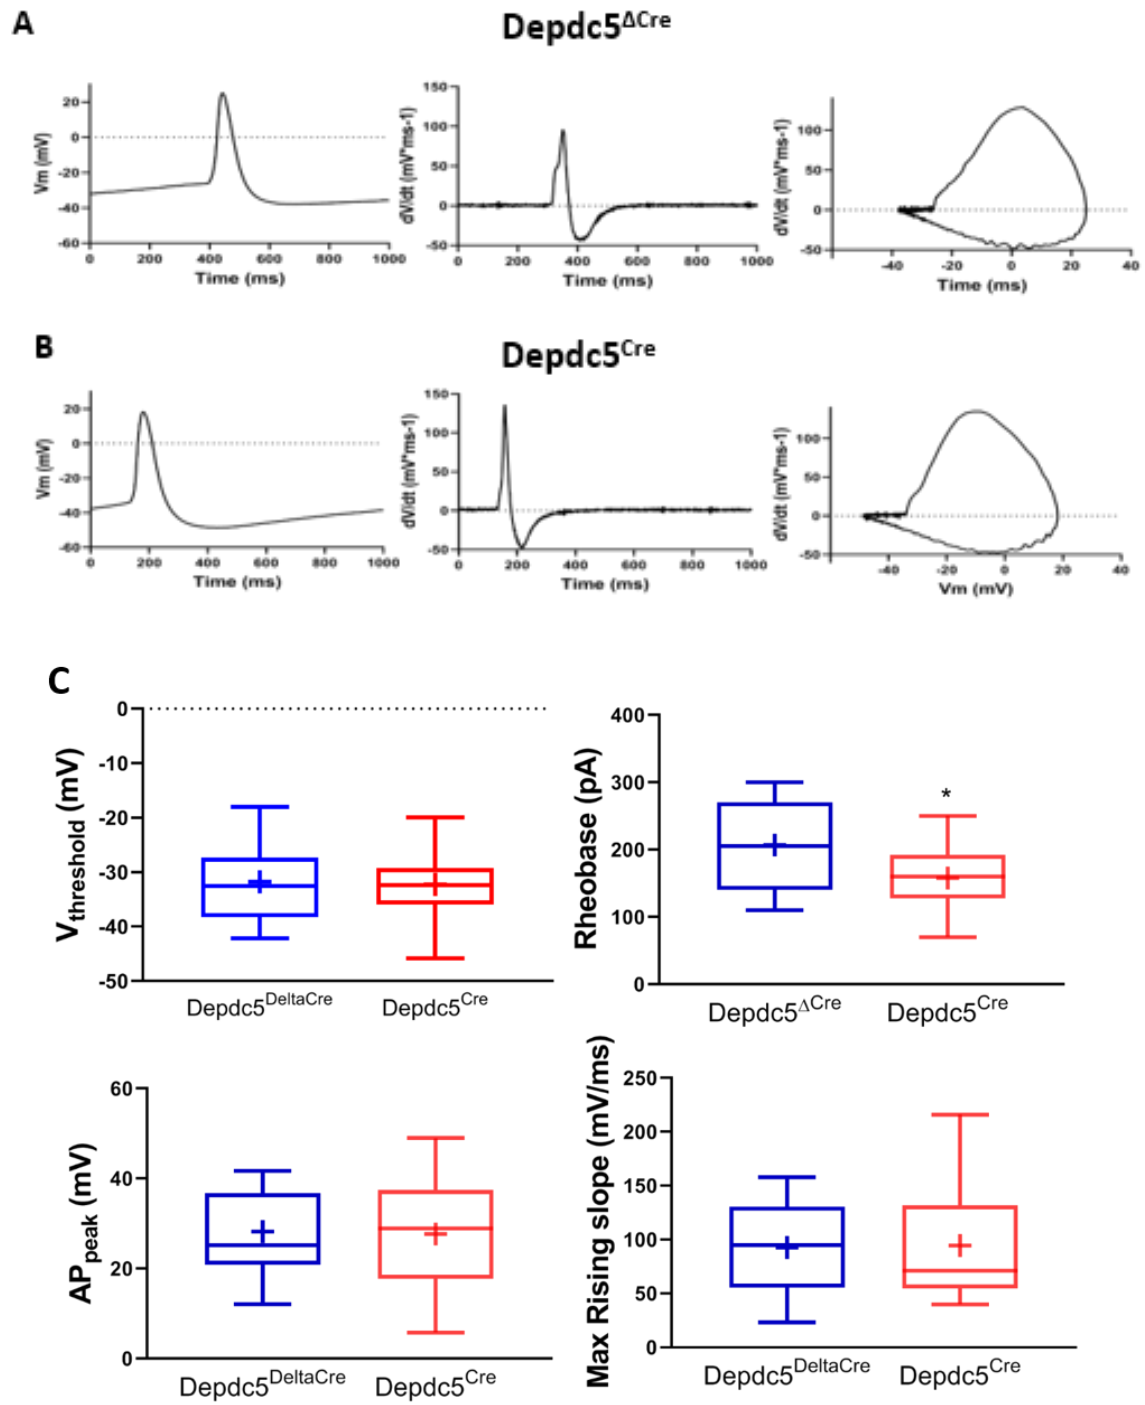 A
Depdc5ΔCre
Vm (mV)
20
0
-20
-40
-60
0 200 400 600 800 1000
Time (ms)
dV/dt (mV*ms-1)
150
100
50
0
-50
0 200 400 600 800 1000
Time (ms)
dV/dt (mV*ms-1)
100
50
0
-50
-40 -20 0 20 40
Time (ms)
B
Depdc5Cre
Vm (mV)
20
0
-20
-40
-60
0 200 400 600 800 1000
Time (ms)
dV/dt (mV*ms-1)
150
100
50
0
-50
0 200 400 600 800 1000
Time (ms)
dV/dt (mV*ms-1)
100
50
0
-50
-40 -20 0 20 40
Vm (mV)
C
Vthreshold (mV)
0
-10
-20
-30
-40
-50
Depdc5DeltaCre Depdc5Cre
Rheobase (pA)
400
300
200
100
0
*
Depdc5ΔCre Depdc5Cre
APpeak (mV)
60
40
20
0
Depdc5DeltaCre Depdc5Cre
Max Rising slope (mV/ms)
250
200
150
100
50
0
Depdc5DeltaCre Depdc5Cre